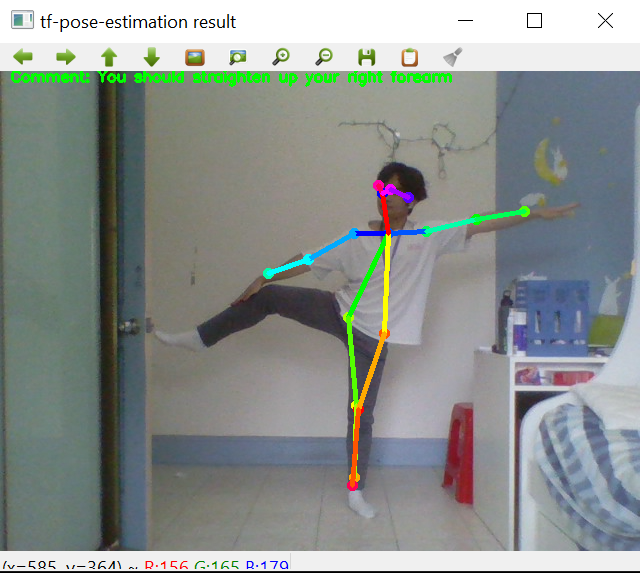 tf-pose-estimation result
Comment: You should straighten up your right forearm
(x=585, y=364) ~ R:156 G:165 B:179